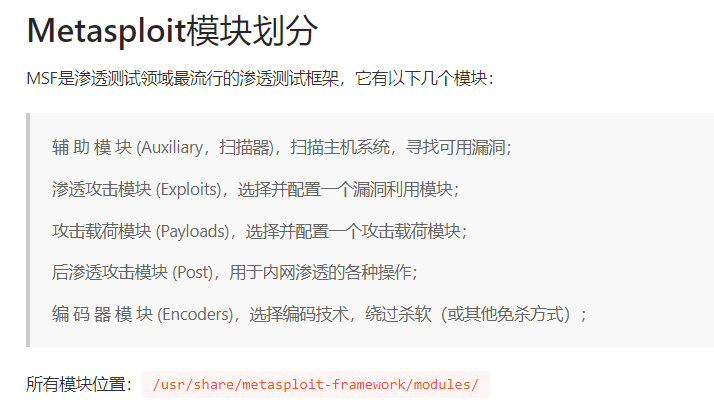 Metasploit模块划分
MSF是渗透测试领域最流行的渗透测试框架，它有以下几个模块：
辅 助 模 块 (Auxiliary，扫描器)，扫描主机系统，寻找可用漏洞；
渗透攻击模块 (Exploits)，选择并配置一个漏洞利用模块；
攻击载荷模块 (Payloads)，选择并配置一个攻击载荷模块；
后渗透攻击模块 (Post)，用于内网渗透的各种操作；
编 码 器 模 块 (Encoders)，选择编码技术，绕过杀软（或其他免杀方式）；
所有模块位置： /usr/share/metasploit-framework/modules/